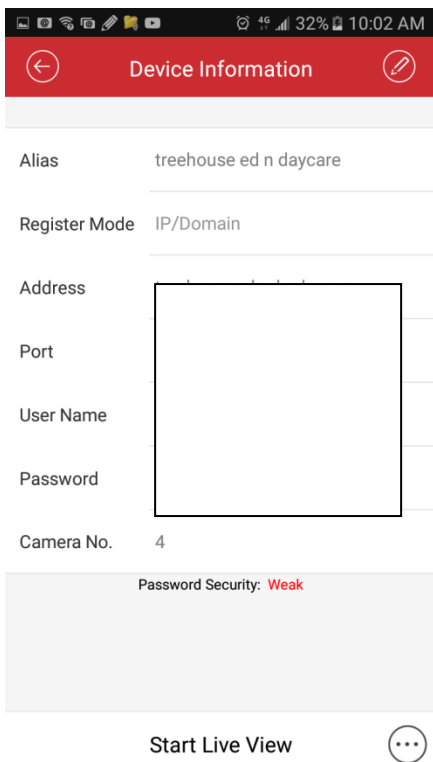 4G 32% 10:02 AM
Device Information
Alias treehouse ed n daycare
Register Mode IP/Domain
Address
Port
User Name
Password
Camera No. 4
Password Security: Weak
Start Live View